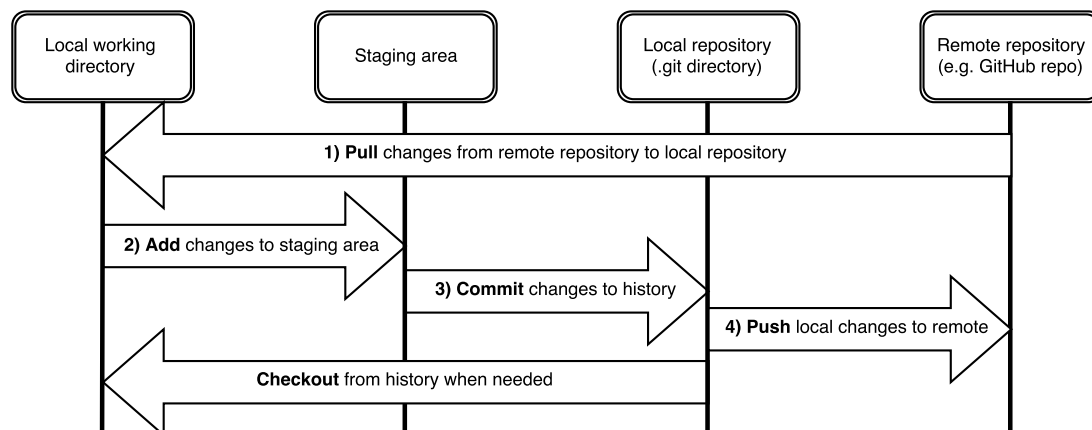 Local working
directory
Staging area
Local repository
(.git directory)
Remote repository
(e.g. GitHub repo)
1) Pull changes from remote repository to local repository
2) Add changes to staging area
3) Commit changes to history
4) Push local changes to remote
Checkout from history when needed